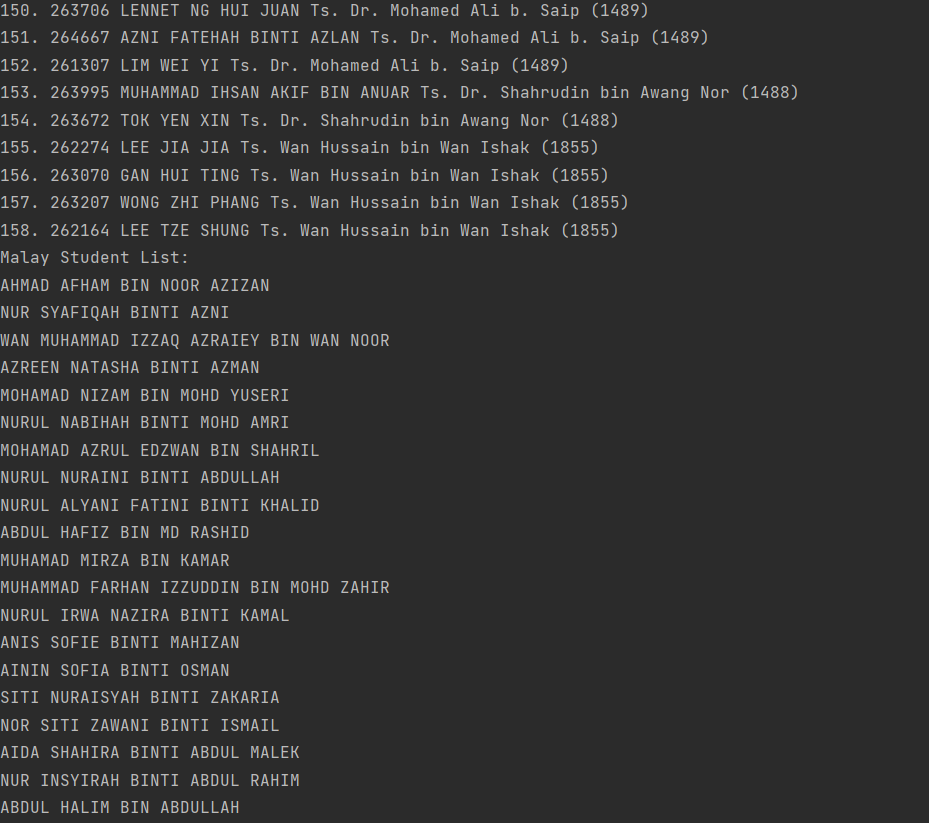 150. 263706 LENNET NG HUI JUAN Ts. Dr. Mohamed Ali b. Saip (1489)
151. 264667 AZNI FATEHAH BINTI AZLAN Ts. Dr. Mohamed Ali b. Saip (1489)
152. 261307 LIM WEI YI Ts. Dr. Mohamed Ali b. Saip (1489)
153. 263995 MUHAMMAD IHSAN AKIF BIN ANUAR Ts. Dr. Shahrudin bin Awang Nor (1488)
154. 263672 TOK YEN XIN Ts. Dr. Shahrudin bin Awang Nor (1488)
155. 262274 LEE JIA JIA Ts. Wan Hussain bin Wan Ishak (1855)
156. 263070 GAN HUI TING Ts. Wan Hussain bin Wan Ishak (1855)
157. 263207 WONG ZHI PHANG Ts. Wan Hussain bin Wan Ishak (1855)
158. 262164 LEE TZE SHUNG Ts. Wan Hussain bin Wan Ishak (1855)
Malay Student List:
AHMAD AFHAM BIN NOOR AZIZAN
NUR SYAFIQAH BINTI AZNI
WAN MUHAMMAD IZZAQ AZRAIEY BIN WAN NOOR
AZREEN NATASHA BINTI AZMAN
MOHAMAD NIZAM BIN MOHD YUSERI
NURUL NABIHAH BINTI MOHD AMRI
MOHAMAD AZRUL EDZWAN BIN SHAHRIL
NURUL NURAINI BINTI ABDULLAH
NURUL ALYANI FATINI BINTI KHALID
ABDUL HAFIZ BIN MD RASHID
MUHAMAD MIRZA BIN KAMAR
MUHAMMAD FARHAN IZZUDDIN BIN MOHD ZAHIR
NURUL IRWA NAZIRA BINTI KAMAL
ANIS SOFIE BINTI MAHIZAN
AININ SOFIA BINTI OSMAN
SITI NURAISYAH BINTI ZAKARIA
NOR SITI ZAWANI BINTI ISMAIL
AIDA SHAHIRA BINTI ABDUL MALEK
NUR INSYIRAH BINTI ABDUL RAHIM
ABDUL HALIM BIN ABDULLAH